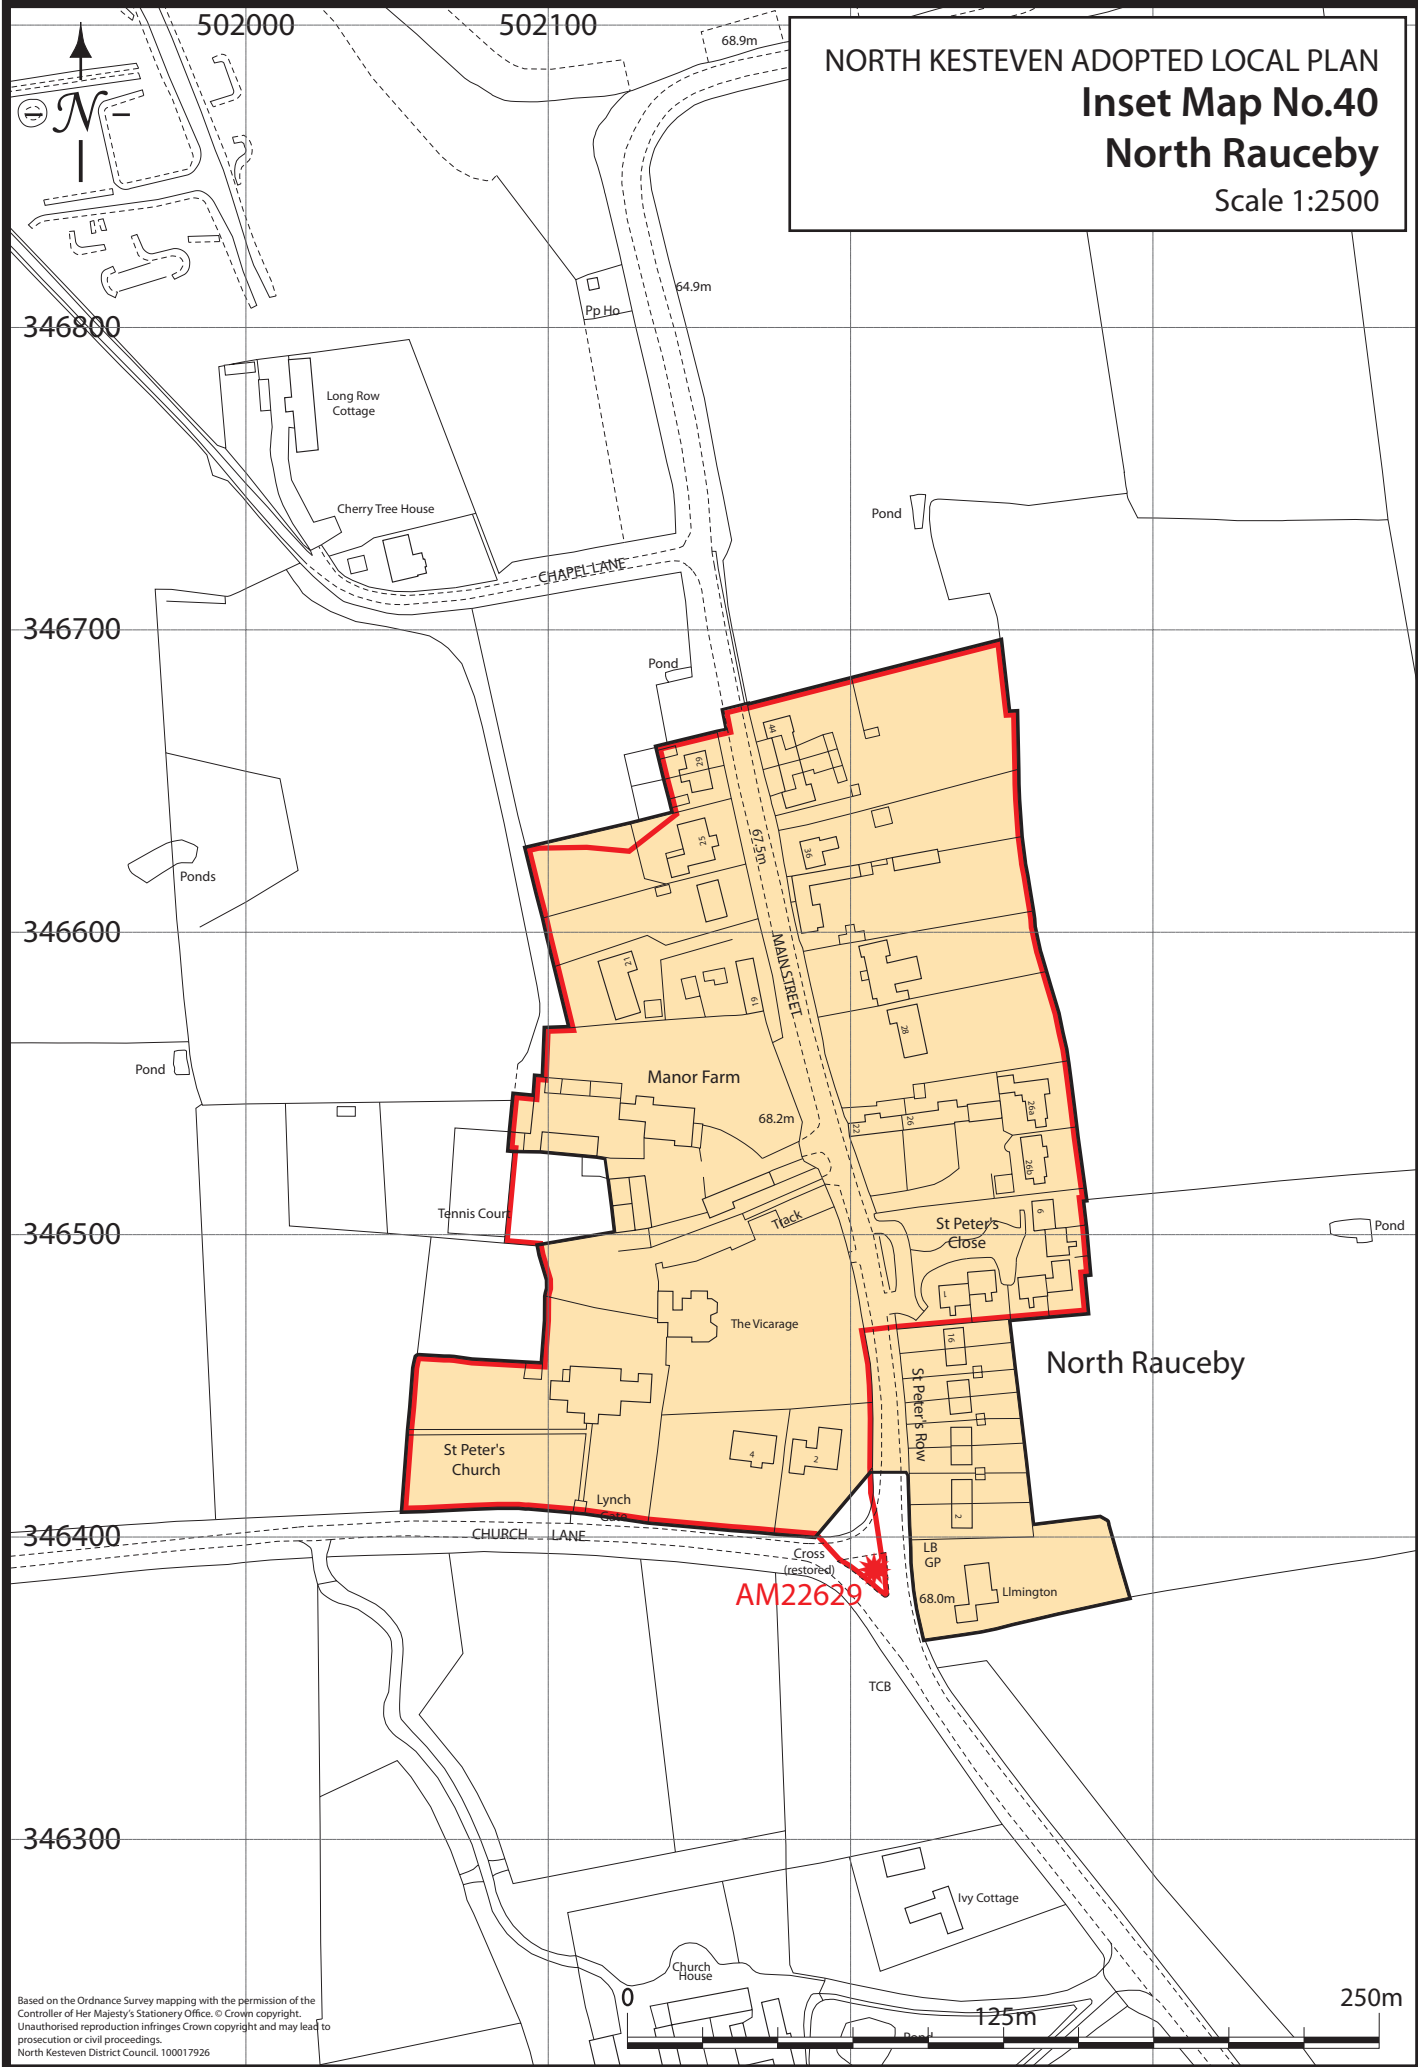 502000
502100
68.9m
NORTH KESTEVEN ADOPTED LOCAL PLAN
Inset Map No.40
North Rauceby
Scale 1:2500
N
64.9m
Pp Ho
346800
Long Row
Cottage
Cherry Tree House
Pond
CHAPEL LANE
346700
Pond
44
29
67.5m
25
36
Ponds
346600
MAIN STREET
21
19
28
Pond
Manor Farm
68.2m
22
26
26a
26b
Tennis Court
Track
6
St Peter's
Close
Pond
346500
1
The Vicarage
16
North Rauceby
St Peter's Row
St Peter's
Church
4
2
Lynch
Gate
2
346400
CHURCH LANE
Cross
(restored)
LB
GP
AM22629
68.0m
LImington
TCB
346300
Ivy Cottage
Church
House
0
125m
250m
Pond
Based on the Ordnance Survey mapping with the permission of the
Controller of Her Majesty's Stationery Office. © Crown copyright.
Unauthorised reproduction infringes Crown copyright and may lead to
prosecution or civil proceedings.
North Kesteven District Council. 100017926